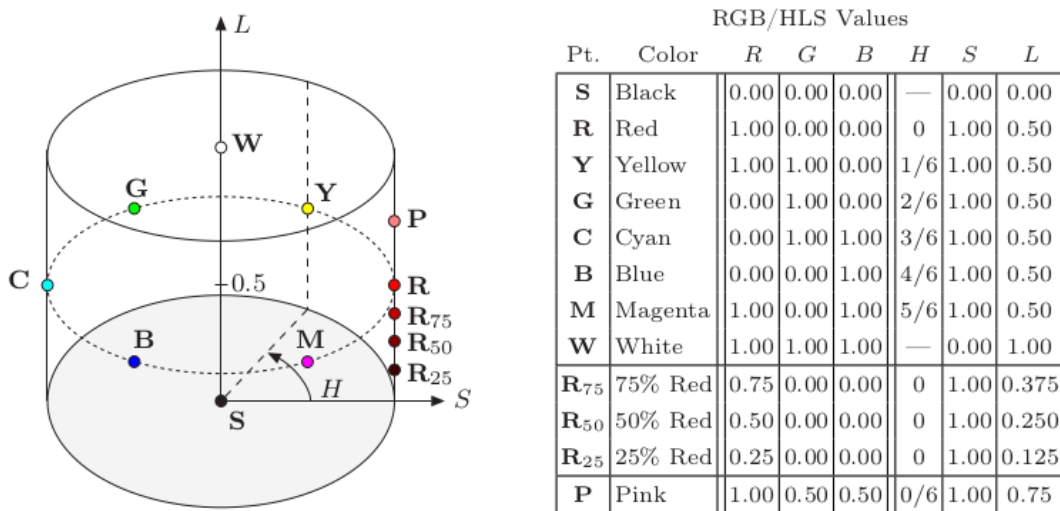 L
W
G
Y
P
C
0.5
R
R75
B
M
R50
R25
H
S
S
RGB/HLS Values
Pt. Color R G B H S L
S Black 0.00 0.00 0.00 — 0.00 0.00
R Red 1.00 0.00 0.00 0 1.00 0.50
Y Yellow 1.00 1.00 0.00 1/6 1.00 0.50
G Green 0.00 1.00 0.00 2/6 1.00 0.50
C Cyan 0.00 1.00 1.00 3/6 1.00 0.50
B Blue 0.00 0.00 1.00 4/6 1.00 0.50
M Magenta 1.00 0.00 1.00 5/6 1.00 0.50
W White 1.00 1.00 1.00 — 0.00 1.00
R75 75% Red 0.75 0.00 0.00 0 1.00 0.375
R50 50% Red 0.50 0.00 0.00 0 1.00 0.250
R25 25% Red 0.25 0.00 0.00 0 1.00 0.125
P Pink 1.00 0.50 0.50 0/6 1.00 0.75